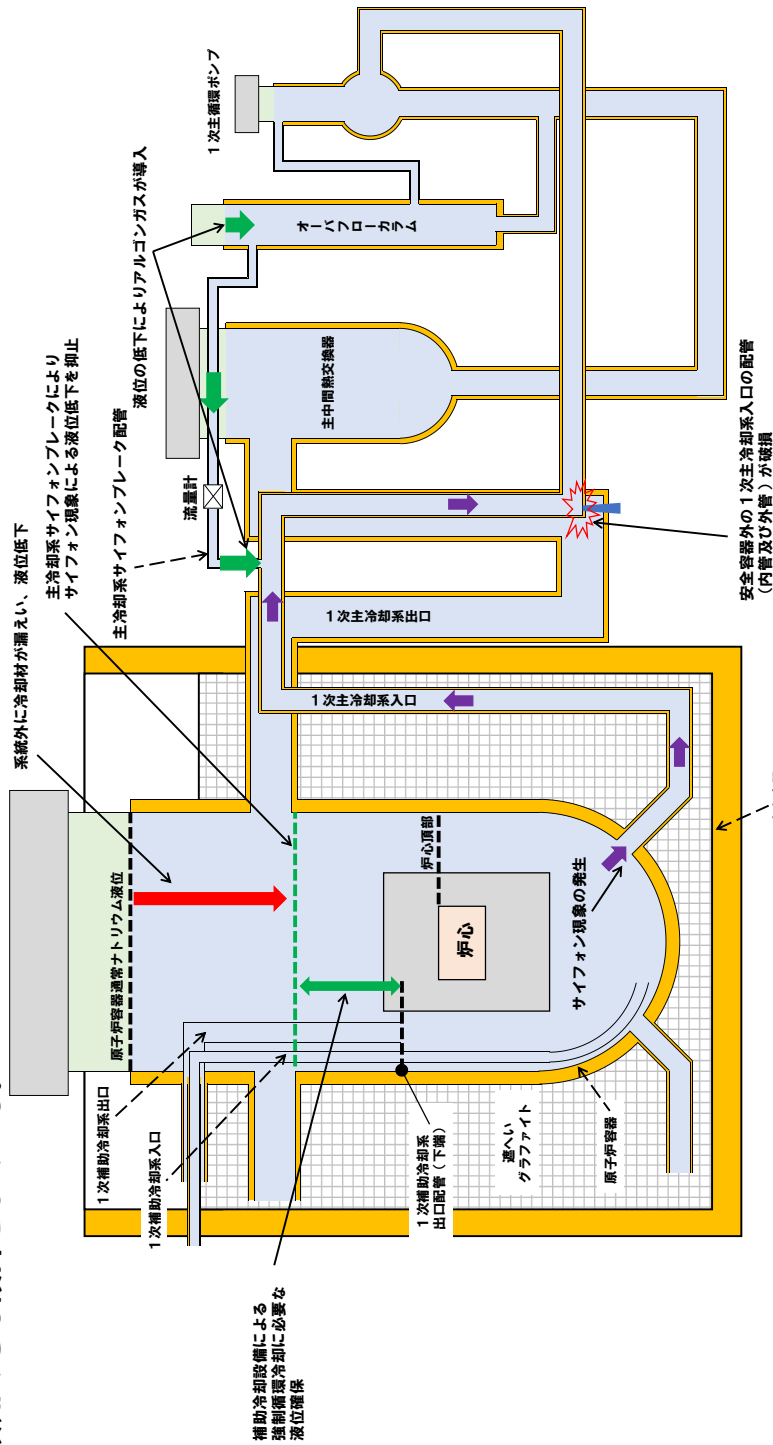 系統外に冷却材が漏えい、液位低下
主冷却系サイフォンブレークにより
サイフォン現象による液位低下を抑止
主冷却系サイフォンブレーク配管
液位の低下によりアルゴンガスが導入
１次主循環ポンプ
流量計
オーバフローカラム
主中間熱交換器
原子炉容器通常ナトリウム液位
１次補助冷却系出口
１次補助冷却系入口
１次主冷却系出口
１次主冷却系入口
炉心頂部
炉心
サイフォン現象の発生
補助冷却設備による
強制循環冷却に必要な
液位確保
１次補助冷却系
出口配管（下端）
遮へい
グラファイト
原子炉容器
安全容器外の１次主冷却系入口の配管
（内管及び外管）が破損